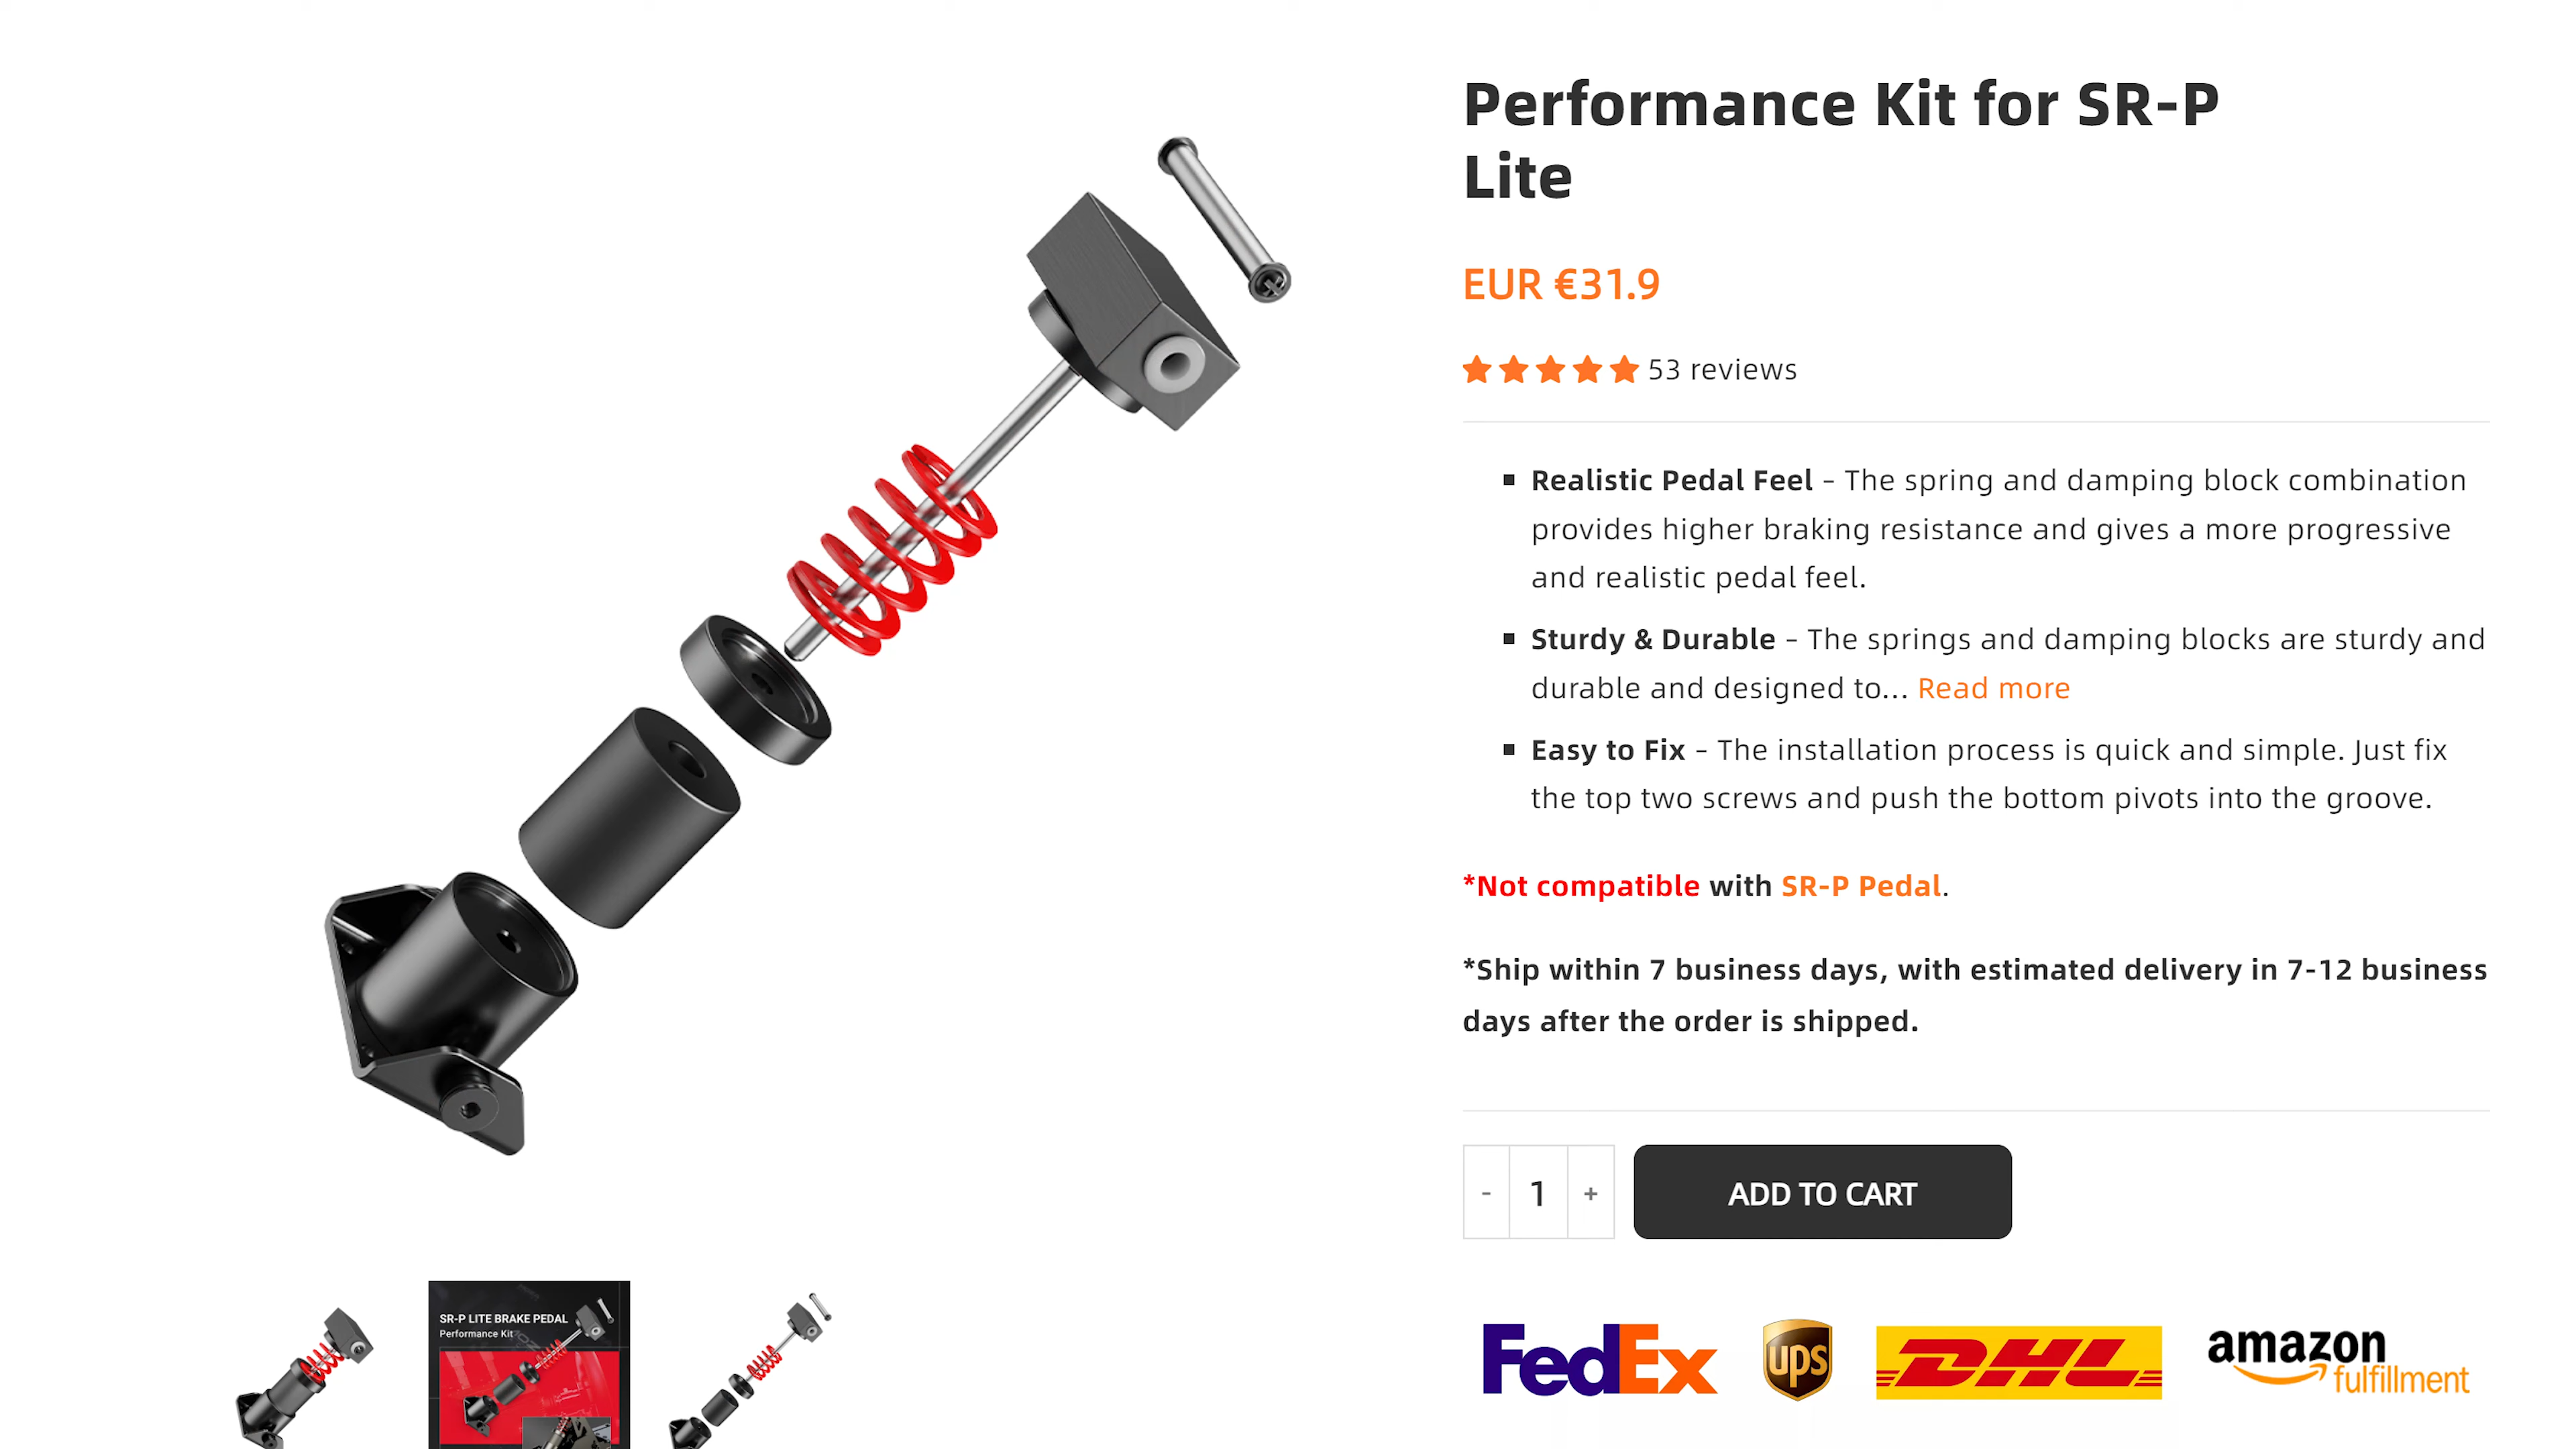 Performance Kit for SR-P
Lite
EUR €31.9
53 reviews
▪ Realistic Pedal Feel – The spring and damping block combination
provides higher braking resistance and gives a more progressive
and realistic pedal feel.
▪ Sturdy & Durable – The springs and damping blocks are sturdy and
durable and designed to... Read more
▪ Easy to Fix – The installation process is quick and simple. Just fix
the top two screws and push the bottom pivots into the groove.
*Not compatible with SR-P Pedal.
*Ship within 7 business days, with estimated delivery in 7-12 business
days after the order is shipped.
- 1 + ADD TO CART
SR-P LITE BRAKE PEDAL
Performance Kit
FedEx ups DHL amazon
fulfillment